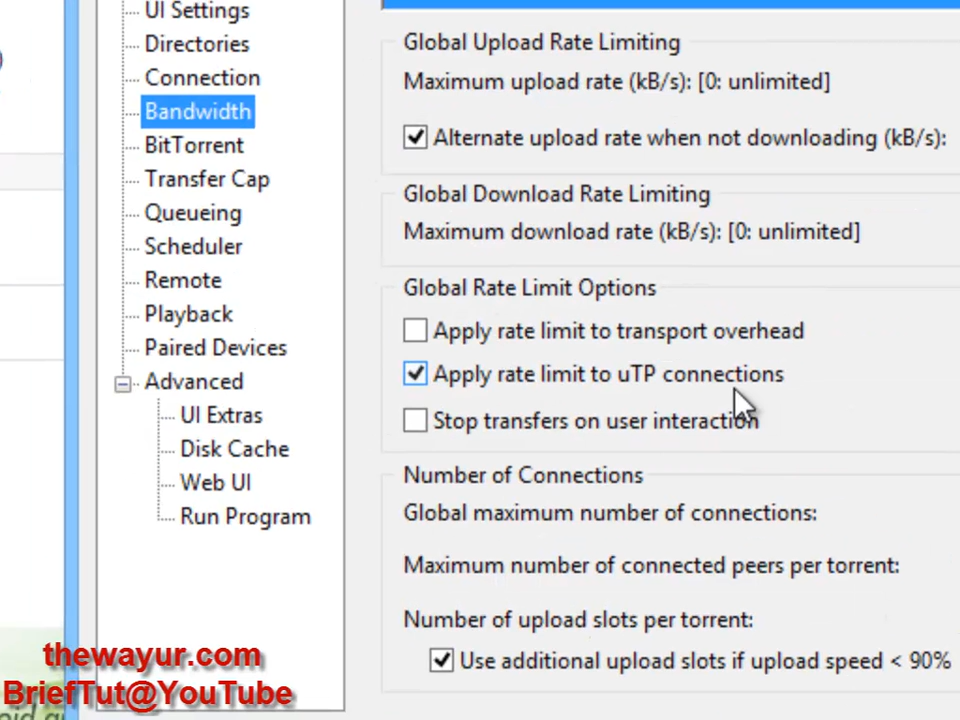 UI Settings
Directories
Connection
Bandwidth
BitTorrent
Transfer Cap
Queueing
Scheduler
Remote
Playback
Paired Devices
Advanced
UI Extras
Disk Cache
Web UI
Run Program
Global Upload Rate Limiting
Maximum upload rate (kB/s): [0: unlimited]
Alternate upload rate when not downloading (kB/s):
Global Download Rate Limiting
Maximum download rate (kB/s): [0: unlimited]
Global Rate Limit Options
Apply rate limit to transport overhead
Apply rate limit to uTP connections
Stop transfers on user interaction
Number of Connections
Global maximum number of connections:
Maximum number of connected peers per torrent:
Number of upload slots per torrent:
Use additional upload slots if upload speed < 90%
thewayur.com
BriefTut@YouTube